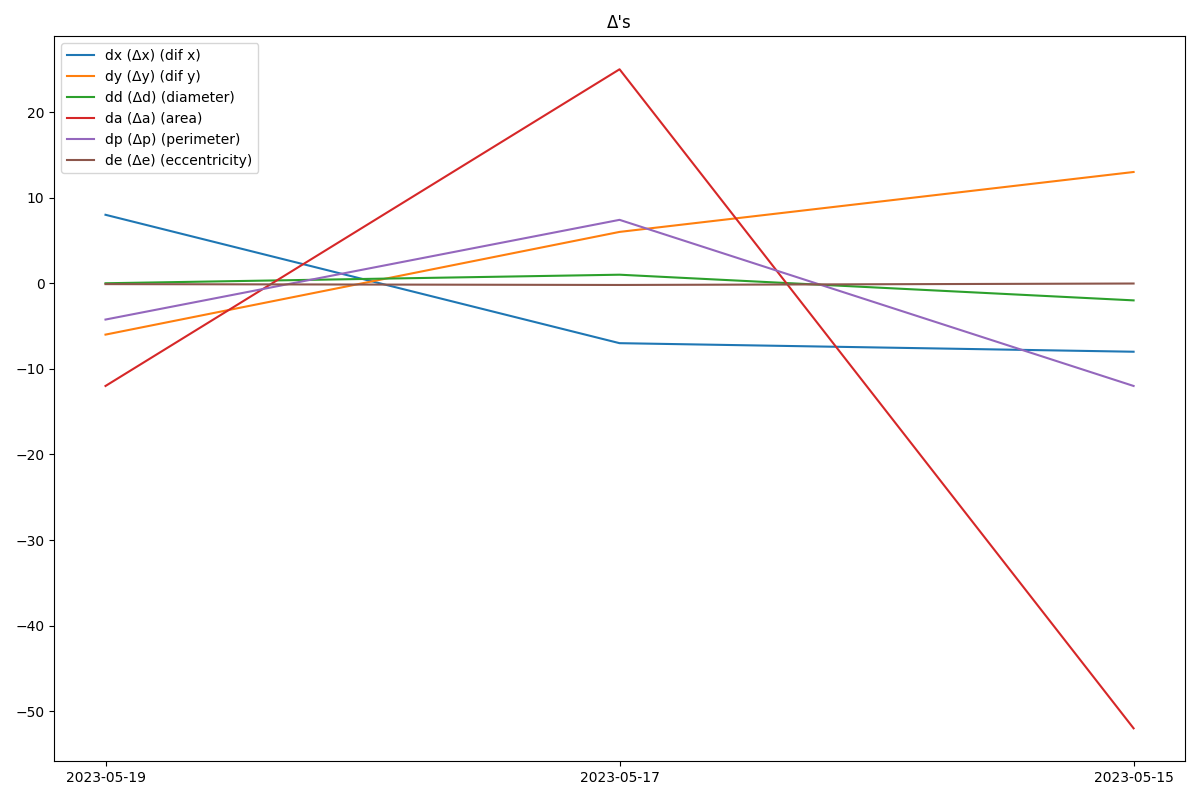 Δ's
dx (Δx) (dif x)
dy (Δy) (dif y)
dd (Δd) (diameter)
da (Δa) (area)
dp (Δp) (perimeter)
de (Δe) (eccentricity)
20
10
0
−10
−20
−30
−40
−50
2023-05-19 2023-05-17 2023-05-15